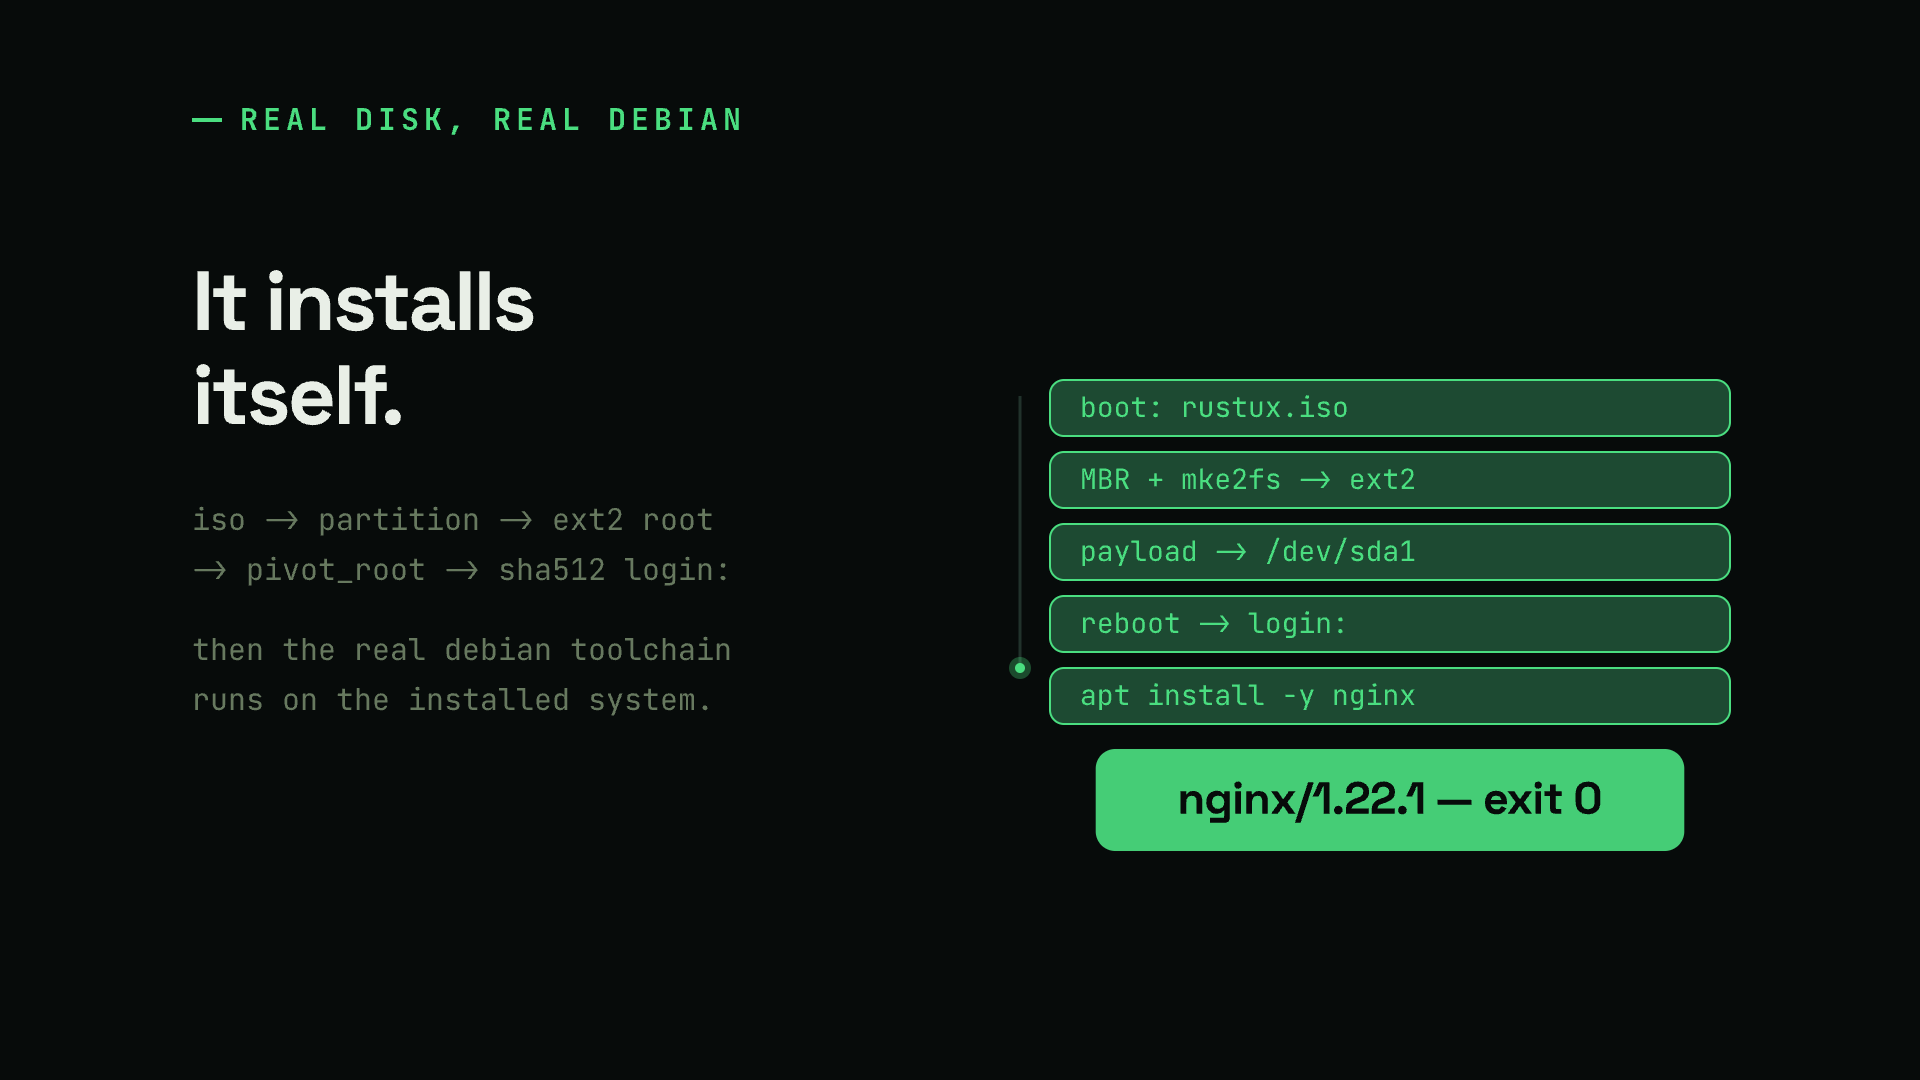 — REAL DISK, REAL DEBIAN
It installs
itself.
iso -> partition -> ext2 root
-> pivot_root -> sha512 login:
then the real debian toolchain
runs on the installed system.
boot: rustux.iso
MBR + mke2fs -> ext2
payload -> /dev/sda1
reboot -> login:
apt install -y nginx
nginx/1.22.1 — exit 0